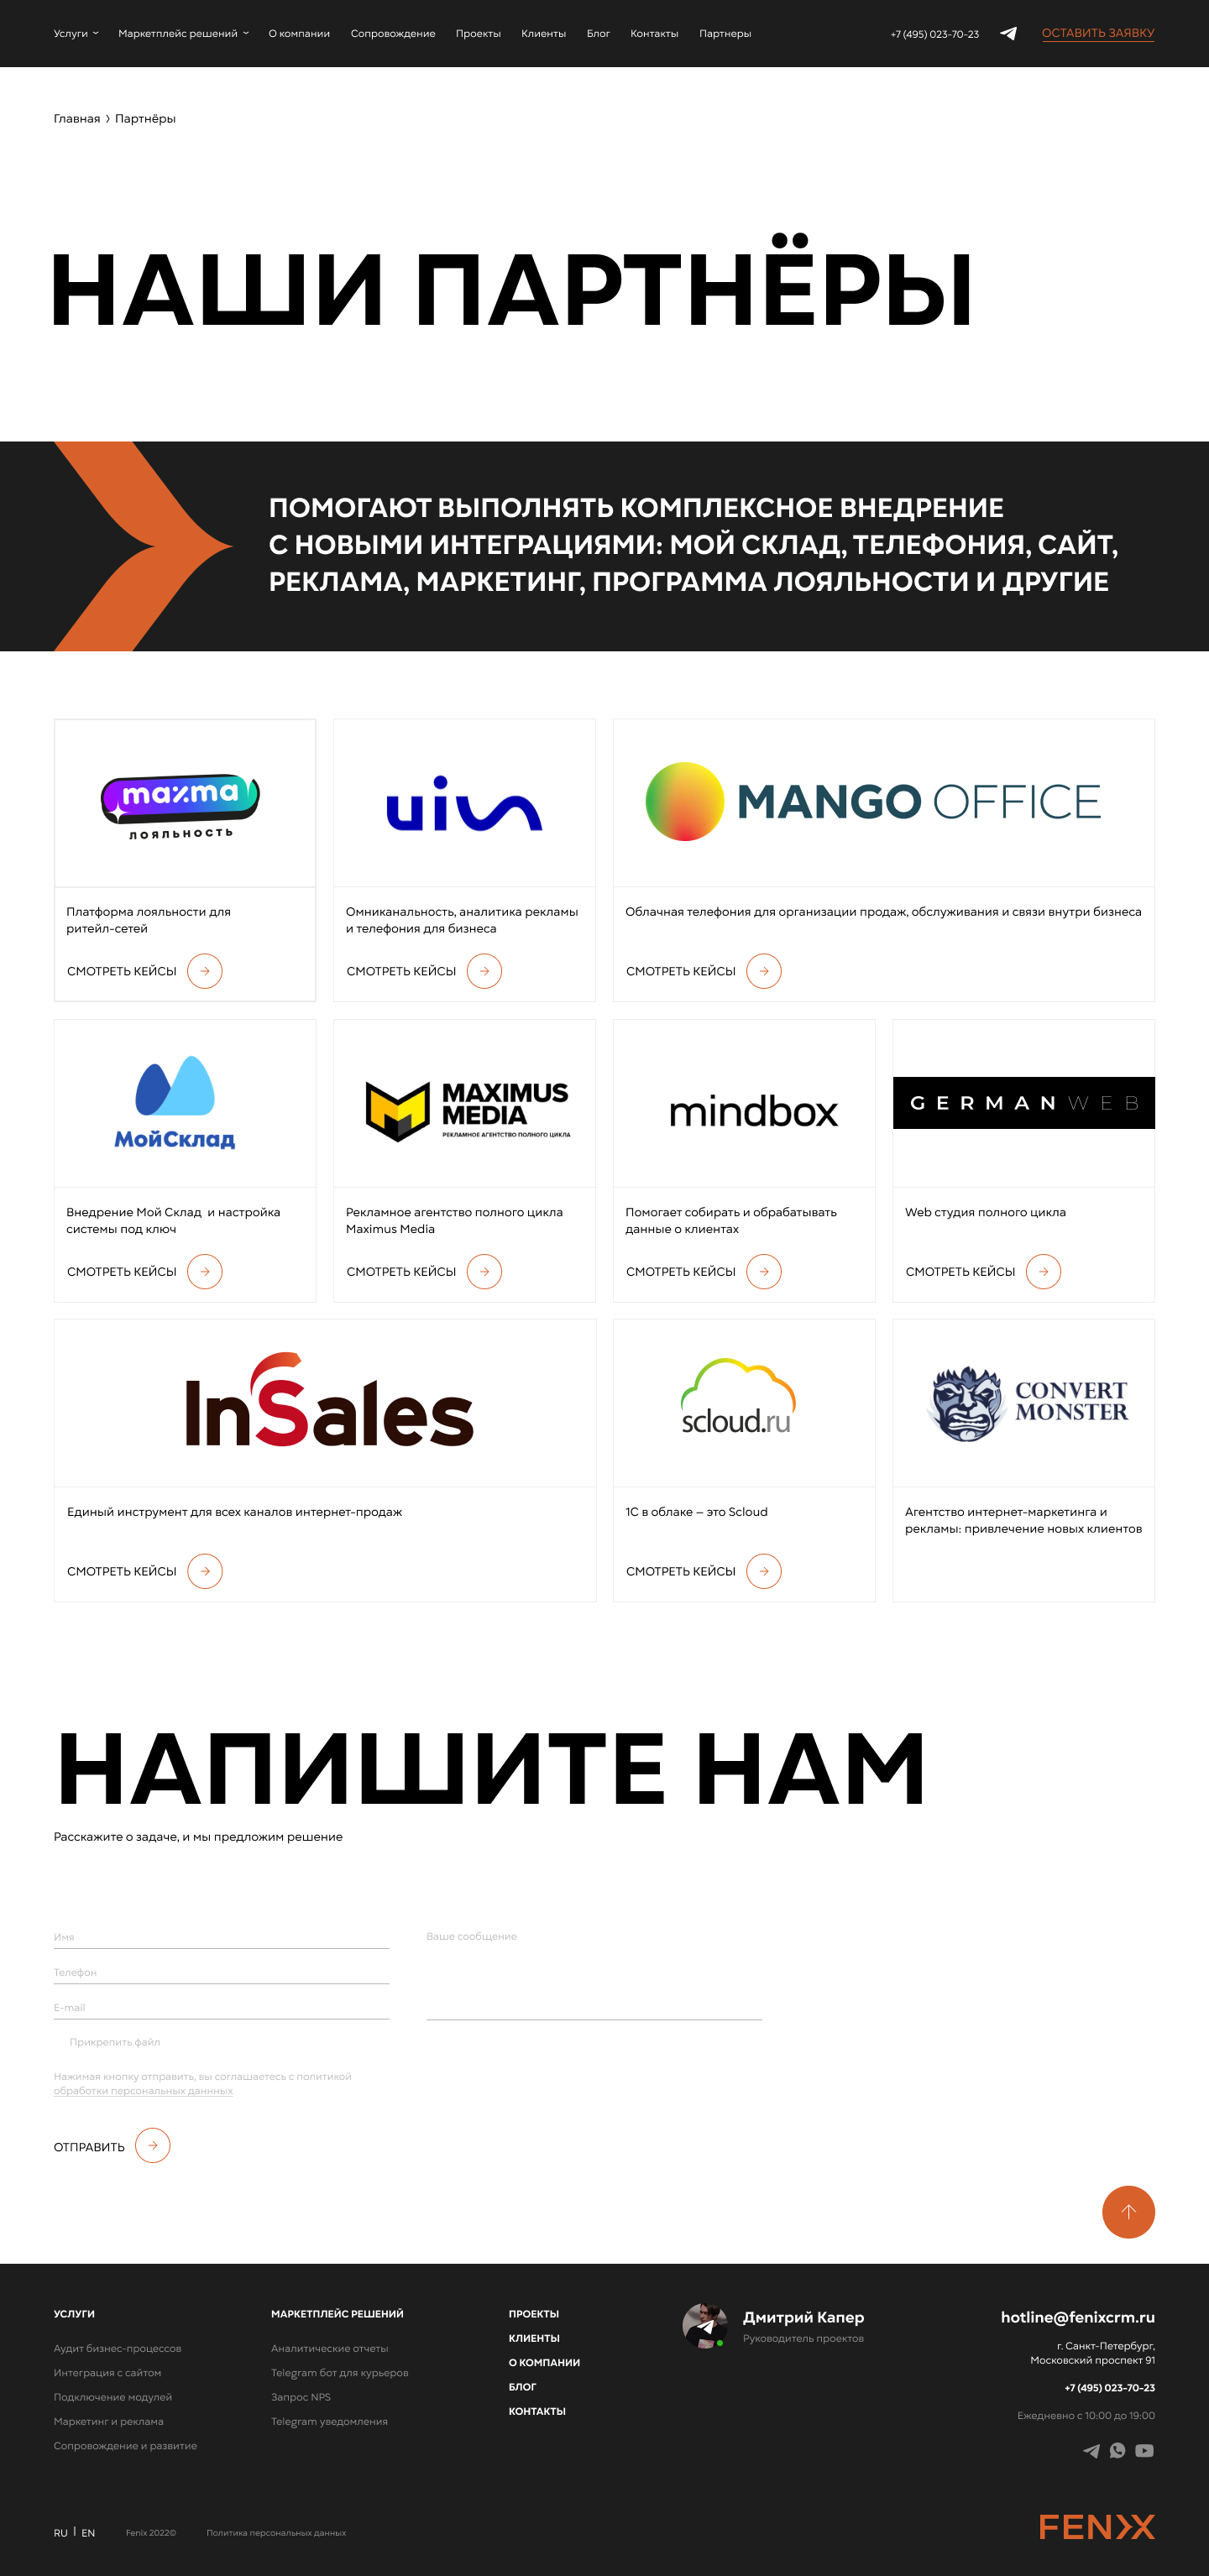 Услуги
Маркетплейс решений
О компании
Сопровождение
Проекты
Клиенты
Блог
Контакты
Партнеры
+7 (495) 023-70-23
ОСТАВИТЬ ЗАЯВКУ
Главная › Партнёры
НАШИ ПАРТНЁРЫ
ПОМОГАЮТ ВЫПОЛНЯТЬ КОМПЛЕКСНОЕ ВНЕДРЕНИЕ
С НОВЫМИ ИНТЕГРАЦИЯМИ: МОЙ СКЛАД, ТЕЛЕФОНИЯ, САЙТ,
РЕКЛАМА, МАРКЕТИНГ, ПРОГРАММА ЛОЯЛЬНОСТИ И ДРУГИЕ
maxma
ЛОЯЛЬНОСТЬ
Платформа лояльности для
ритейл-сетей
СМОТРЕТЬ КЕЙСЫ
uis
Омниканальность, аналитика рекламы
и телефония для бизнеса
СМОТРЕТЬ КЕЙСЫ
MANGO OFFICE
Облачная телефония для организации продаж, обслуживания и связи внутри бизнеса
СМОТРЕТЬ КЕЙСЫ
МойСклад
Внедрение Мой Склад и настройка
системы под ключ
СМОТРЕТЬ КЕЙСЫ
MAXIMUS
MEDIA
РЕКЛАМНОЕ АГЕНТСТВО ПОЛНОГО ЦИКЛА
Рекламное агентство полного цикла
Maximus Media
СМОТРЕТЬ КЕЙСЫ
mindbox
Помогает собирать и обрабатывать
данные о клиентах
СМОТРЕТЬ КЕЙСЫ
GERMANWEB
Web студия полного цикла
СМОТРЕТЬ КЕЙСЫ
InSales
Единый инструмент для всех каналов интернет-продаж
СМОТРЕТЬ КЕЙСЫ
scloud.ru
1С в облаке — это Scloud
СМОТРЕТЬ КЕЙСЫ
CONVERT
MONSTER
Агентство интернет-маркетинга и
рекламы: привлечение новых клиентов
НАПИШИТЕ НАМ
Расскажите о задаче, и мы предложим решение
Имя
Телефон
E-mail
Прикрепить файл
Ваше сообщение
Нажимая кнопку отправить, вы соглашаетесь с политикой
обработки персональных даннных
ОТПРАВИТЬ
УСЛУГИ
Аудит бизнес-процессов
Интеграция с сайтом
Подключение модулей
Маркетинг и реклама
Сопровождение и развитие
МАРКЕТПЛЕЙС РЕШЕНИЙ
Аналитические отчеты
Telegram бот для курьеров
Запрос NPS
Telegram уведомления
ПРОЕКТЫ
КЛИЕНТЫ
О КОМПАНИИ
БЛОГ
КОНТАКТЫ
Дмитрий Капер
Руководитель проектов
hotline@fenixcrm.ru
г. Санкт-Петербург,
Московский проспект 91
+7 (495) 023-70-23
Ежедневно с 10:00 до 19:00
RU | EN
Fenix 2022©
Политика персональных данных
FENIX